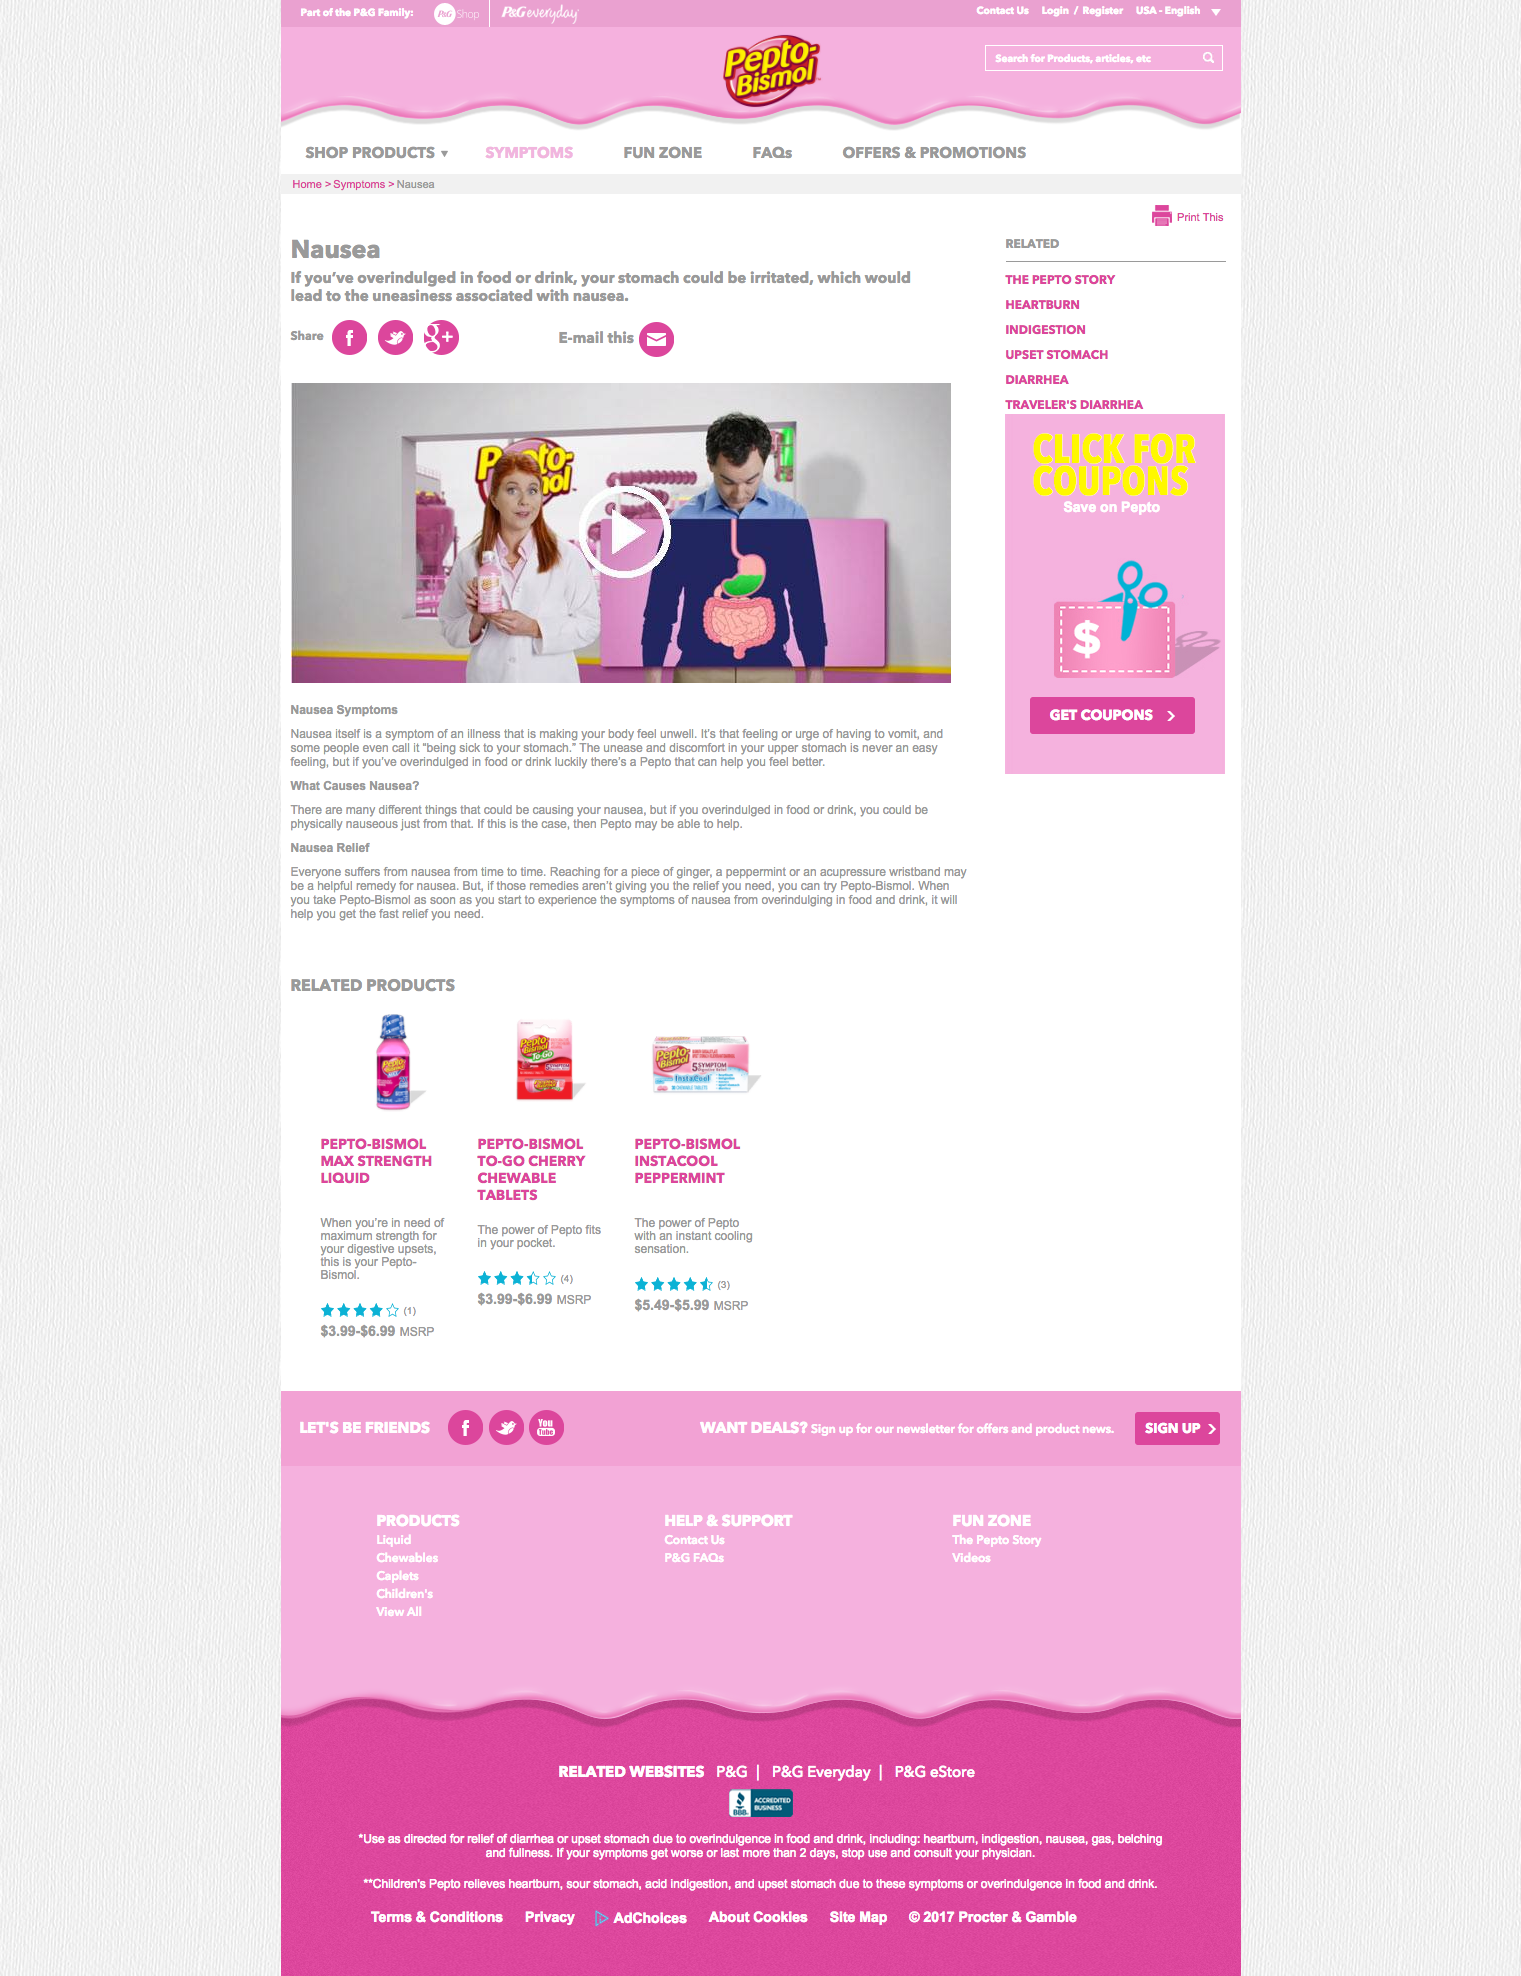 Part of the P&G Family:
P&G Shop
P&G everyday
Contact Us
Login / Register
USA - English
Pepto-
Bismol
Search for Products, articles, etc
SHOP PRODUCTS
SYMPTOMS
FUN ZONE
FAQs
OFFERS & PROMOTIONS
Home > Symptoms > Nausea
Print This
Nausea
If you've overindulged in food or drink, your stomach could be irritated, which would
lead to the uneasiness associated with nausea.
Share
E-mail this
RELATED
THE PEPTO STORY
HEARTBURN
INDIGESTION
UPSET STOMACH
DIARRHEA
TRAVELER'S DIARRHEA
CLICK FOR
COUPONS
Save on Pepto
$
GET COUPONS
Nausea Symptoms
Nausea itself is a symptom of an illness that is making your body feel unwell. It's that feeling or urge of having to vomit, and
some people even call it "being sick to your stomach." The unease and discomfort in your upper stomach is never an easy
feeling, but if you've overindulged in food or drink luckily there's a Pepto that can help you feel better.
What Causes Nausea?
There are many different things that could be causing your nausea, but if you overindulged in food or drink, you could be
physically nauseous just from that. If this is the case, then Pepto may be able to help.
Nausea Relief
Everyone suffers from nausea from time to time. Reaching for a piece of ginger, a peppermint or an acupressure wristband may
be a helpful remedy for nausea. But, if those remedies aren't giving you the relief you need, you can try Pepto-Bismol. When
you take Pepto-Bismol as soon as you start to experience the symptoms of nausea from overindulging in food and drink, it will
help you get the fast relief you need.
RELATED PRODUCTS
Pepto
Bismol
To-Go
Pepto
Bismol
5 SYMPTOM
InstaCool
PEPTO-BISMOL
MAX STRENGTH
LIQUID
When you're in need of
maximum strength for
your digestive upsets,
this is your Pepto-
Bismol.
(1)
$3.99-$6.99 MSRP
PEPTO-BISMOL
TO-GO CHERRY
CHEWABLE
TABLETS
The power of Pepto fits
in your pocket.
(4)
$3.99-$6.99 MSRP
PEPTO-BISMOL
INSTACOOL
PEPPERMINT
The power of Pepto
with an instant cooling
sensation.
(3)
$5.49-$5.99 MSRP
LET'S BE FRIENDS
You
Tube
WANT DEALS? Sign up for our newsletter for offers and product news.
SIGN UP
PRODUCTS
Liquid
Chewables
Caplets
Children's
View All
HELP & SUPPORT
Contact Us
P&G FAQs
FUN ZONE
The Pepto Story
Videos
RELATED WEBSITES P&G | P&G Everyday | P&G eStore
BBB.
ACCREDITED
BUSINESS
*Use as directed for relief of diarrhea or upset stomach due to overindulgence in food and drink, including: heartburn, indigestion, nausea, gas, belching
and fullness. If your symptoms get worse or last more than 2 days, stop use and consult your physician.
**Children's Pepto relieves heartburn, sour stomach, acid indigestion, and upset stomach due to these symptoms or overindulgence in food and drink.
Terms & Conditions
Privacy
AdChoices
About Cookies
Site Map
© 2017 Procter & Gamble